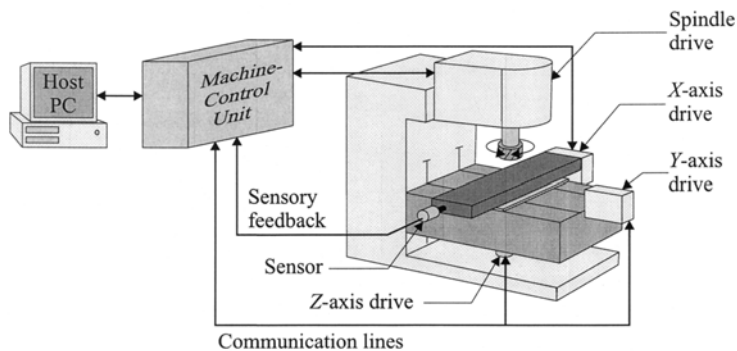 Host
PC
Machine-
Control
Unit
Spindle
drive
X-axis
drive
Y-axis
drive
Sensory
feedback
Sensor
Z-axis drive
Communication lines